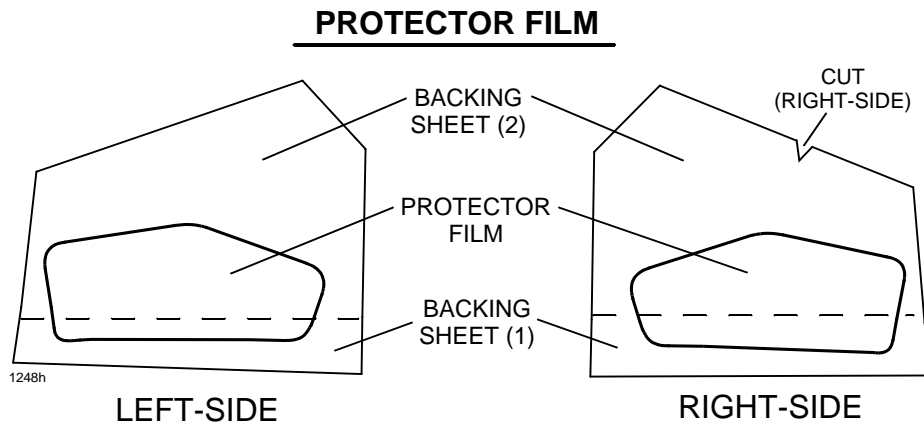 PROTECTOR FILM
CUT
(RIGHT-SIDE)
BACKING
SHEET (2)
PROTECTOR
FILM
BACKING
SHEET (1)
1248h
LEFT-SIDE
RIGHT-SIDE